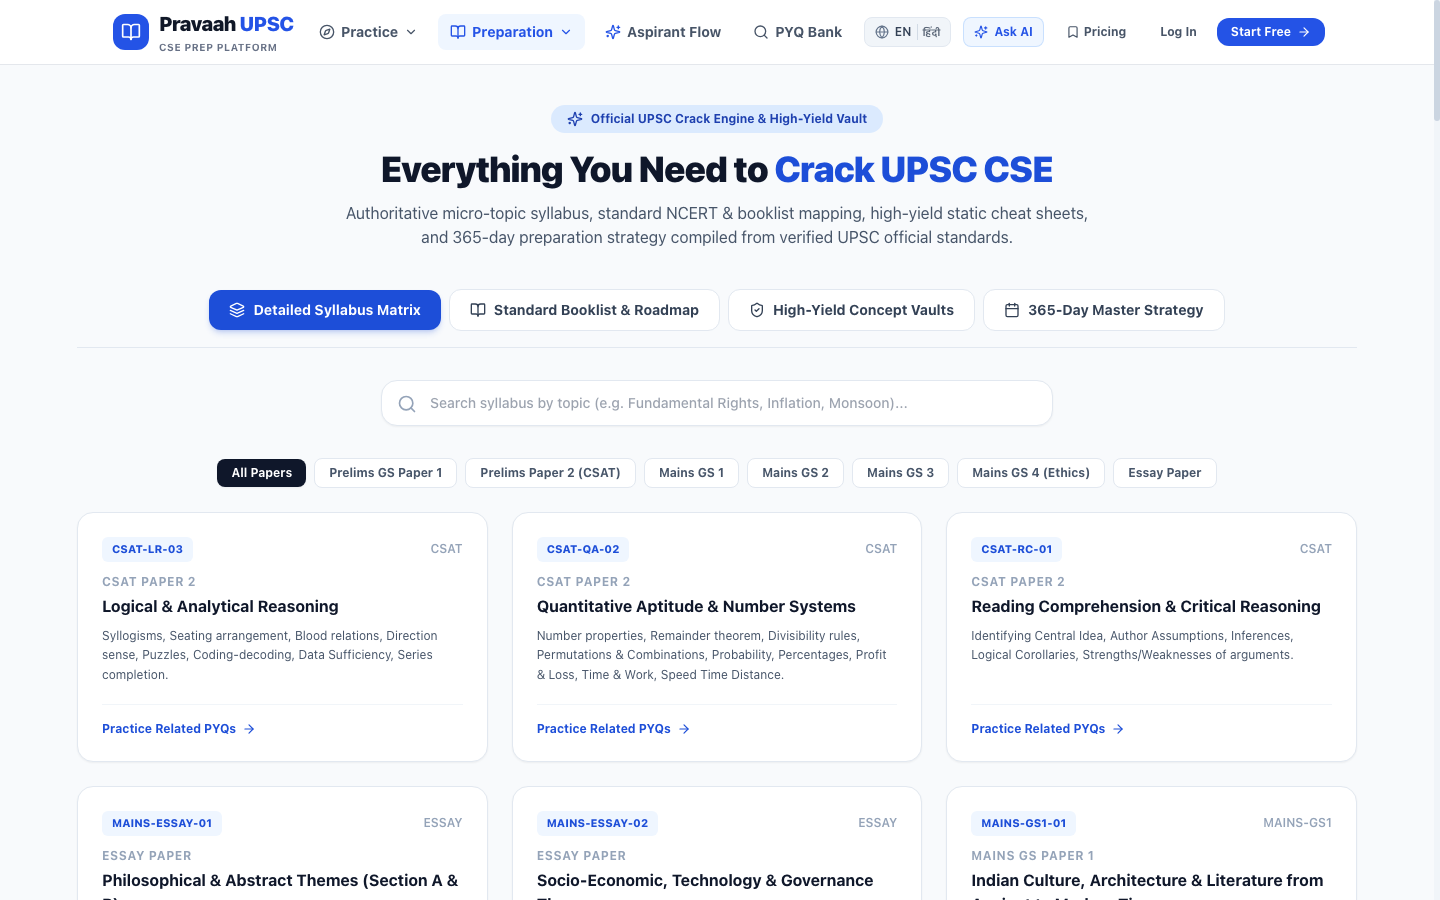 Pravaah UPSC
CSE PREP PLATFORM
Practice
Preparation
Aspirant Flow
PYQ Bank
EN हिंदी
Ask AI
Pricing
Log In
Start Free
Official UPSC Crack Engine & High-Yield Vault
Everything You Need to Crack UPSC CSE
Authoritative micro-topic syllabus, standard NCERT & booklist mapping, high-yield static cheat sheets,
and 365-day preparation strategy compiled from verified UPSC official standards.
Detailed Syllabus Matrix
Standard Booklist & Roadmap
High-Yield Concept Vaults
365-Day Master Strategy
Search syllabus by topic (e.g. Fundamental Rights, Inflation, Monsoon)...
All Papers
Prelims GS Paper 1
Prelims Paper 2 (CSAT)
Mains GS 1
Mains GS 2
Mains GS 3
Mains GS 4 (Ethics)
Essay Paper
CSAT-LR-03
CSAT
CSAT PAPER 2
Logical & Analytical Reasoning
Syllogisms, Seating arrangement, Blood relations, Direction
sense, Puzzles, Coding-decoding, Data Sufficiency, Series
completion.
Practice Related PYQs
CSAT-QA-02
CSAT
CSAT PAPER 2
Quantitative Aptitude & Number Systems
Number properties, Remainder theorem, Divisibility rules,
Permutations & Combinations, Probability, Percentages, Profit
& Loss, Time & Work, Speed Time Distance.
Practice Related PYQs
CSAT-RC-01
CSAT
CSAT PAPER 2
Reading Comprehension & Critical Reasoning
Identifying Central Idea, Author Assumptions, Inferences,
Logical Corollaries, Strengths/Weaknesses of arguments.
Practice Related PYQs
MAINS-ESSAY-01
ESSAY
ESSAY PAPER
Philosophical & Abstract Themes (Section A &
MAINS-ESSAY-02
ESSAY
ESSAY PAPER
Socio-Economic, Technology & Governance
MAINS-GS1-01
MAINS-GS1
MAINS GS PAPER 1
Indian Culture, Architecture & Literature from